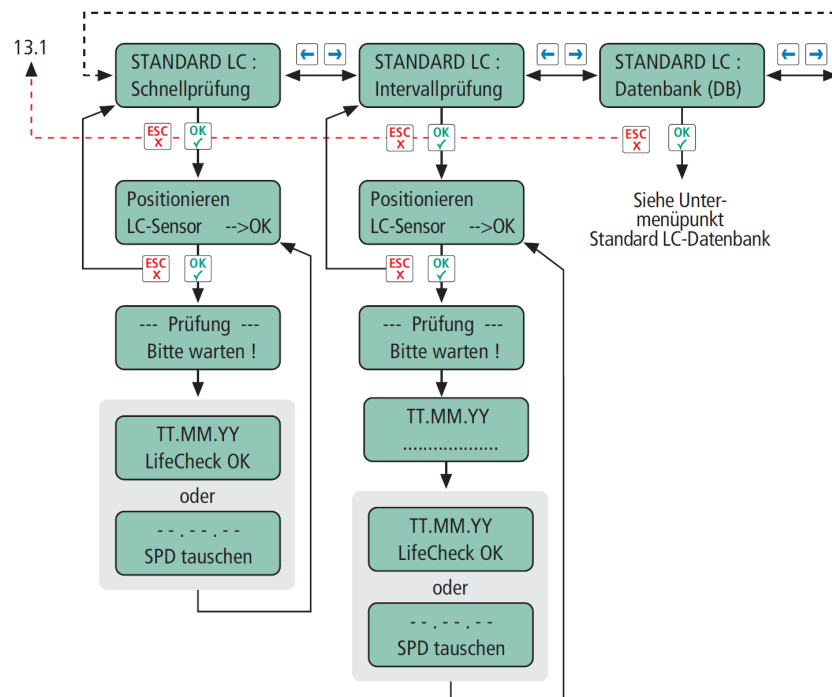 13.1
STANDARD LC :
Schnellprüfung
STANDARD LC :
Intervallprüfung
STANDARD LC :
Datenbank (DB)
ESC
X
OK
✓
ESC
X
OK
✓
ESC
X
OK
✓
Positionieren
LC-Sensor -->OK
Positionieren
LC-Sensor -->OK
Siehe Unter-
menüpunkt
Standard LC-Datenbank
ESC
X
OK
✓
ESC
X
OK
✓
--- Prüfung ---
Bitte warten !
--- Prüfung ---
Bitte warten !
TT.MM.YY
LifeCheck OK
oder
--.--.--
SPD tauschen
TT.MM.YY
...................
TT.MM.YY
LifeCheck OK
oder
--.--.--
SPD tauschen